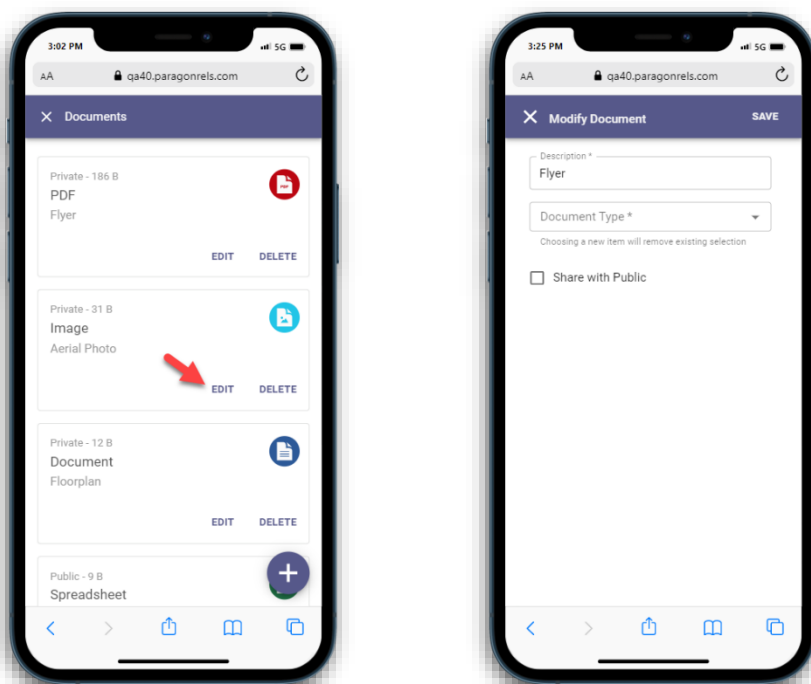 3:02 PM
5G
AA
qa40.paragonrels.com
Documents
Private - 186 B
PDF
PDF
Flyer
EDIT
DELETE
Private - 31 B
Image
Aerial Photo
EDIT
DELETE
Private - 12 B
Document
Floorplan
EDIT
DELETE
Public - 9 B
Spreadsheet
3:25 PM
5G
AA
qa40.paragonrels.com
Modify Document
SAVE
Description *
Flyer
Document Type *
Choosing a new item will remove existing selection
Share with Public